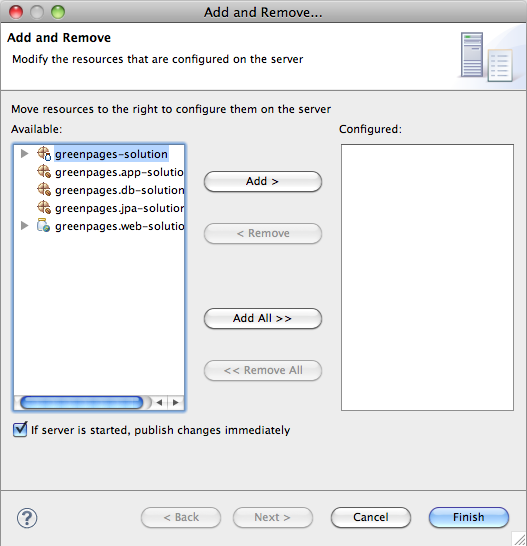 Add and Remove...
Add and Remove
Modify the resources that are configured on the server
Move resources to the right to configure them on the server
Available:
Configured:
greenpages-solution
greenpages.app-solution
greenpages.db-solution
greenpages.jpa-solution
greenpages.web-solutio
Add >
< Remove
Add All >>
<< Remove All
If server is started, publish changes immediately
?
< Back
Next >
Cancel
Finish